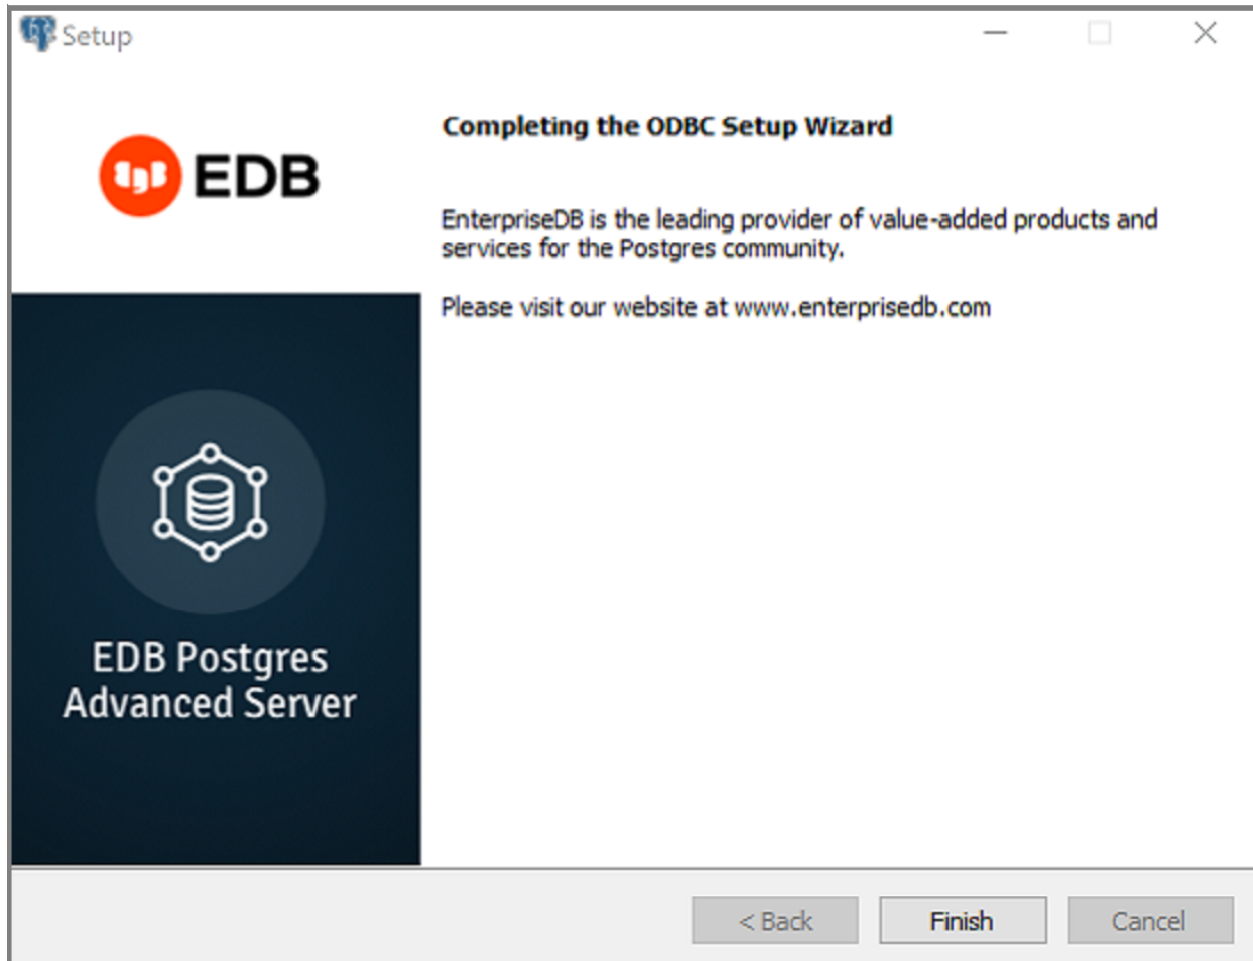 Setup
EDB
Completing the ODBC Setup Wizard
EnterpriseDB is the leading provider of value-added products and
services for the Postgres community.
Please visit our website at www.enterprisedb.com
EDB Postgres
Advanced Server
< Back
Finish
Cancel